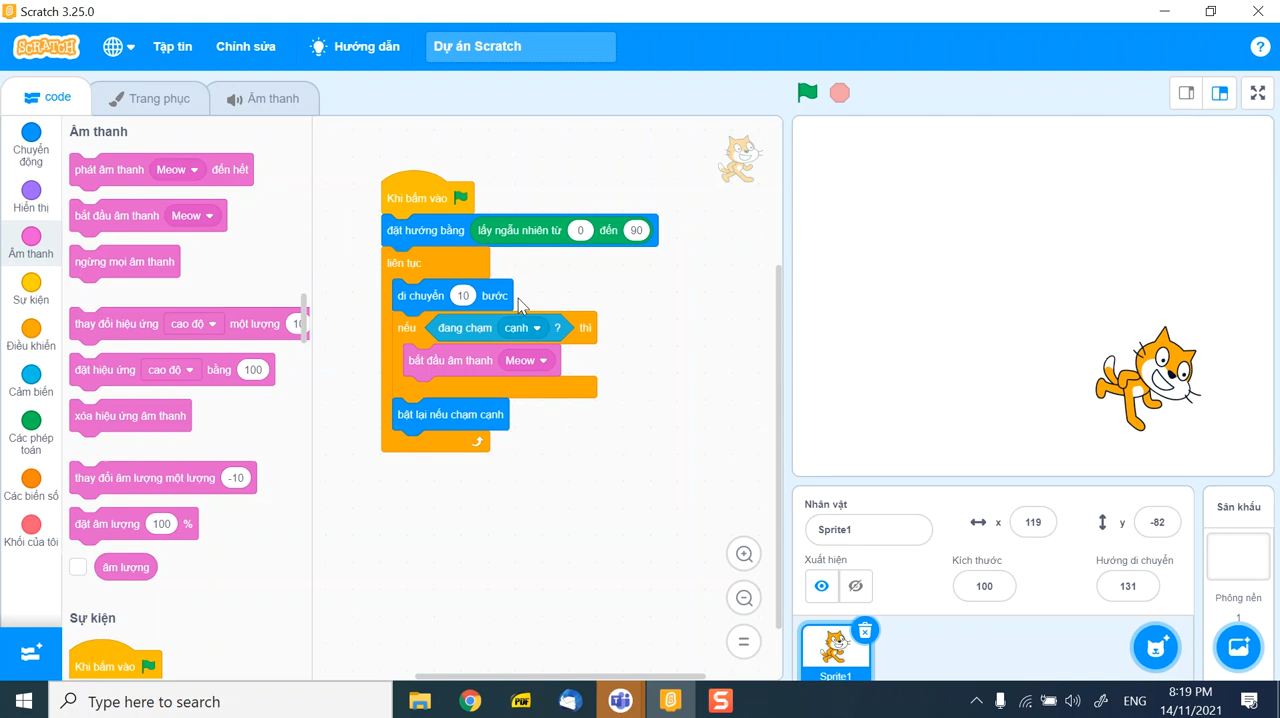 Scratch 3.25.0
SCRATCH
Tập tin
Chỉnh sửa
Hướng dẫn
Dự án Scratch
?
code
Trang phục
Âm thanh
Chuyển động
Hiển thị
Âm thanh
Sự kiện
Điều khiển
Cảm biến
Các phép toán
Các biến số
Khối của tôi
Âm thanh
phát âm thanh Meow đến hết
bắt đầu âm thanh Meow
ngừng mọi âm thanh
thay đổi hiệu ứng cao độ một lượng 10
đặt hiệu ứng cao độ bằng 100
xóa hiệu ứng âm thanh
thay đổi âm lượng một lượng -10
đặt âm lượng 100 %
âm lượng
Sự kiện
Khi bấm vào
Khi bấm vào
đặt hướng bằng lấy ngẫu nhiên từ 0 đến 90
liên tục
di chuyển 10 bước
nếu đang chạm cạnh ? thì
bắt đầu âm thanh Meow
bật lại nếu chạm cạnh
Nhân vật
Sprite1
x 119
y -82
Xuất hiện
Kích thước
100
Hướng di chuyển
131
Sprite1
Sân khấu
Phông nền
1
Type here to search
PDF
S
ENG
8:19 PM
14/11/2021